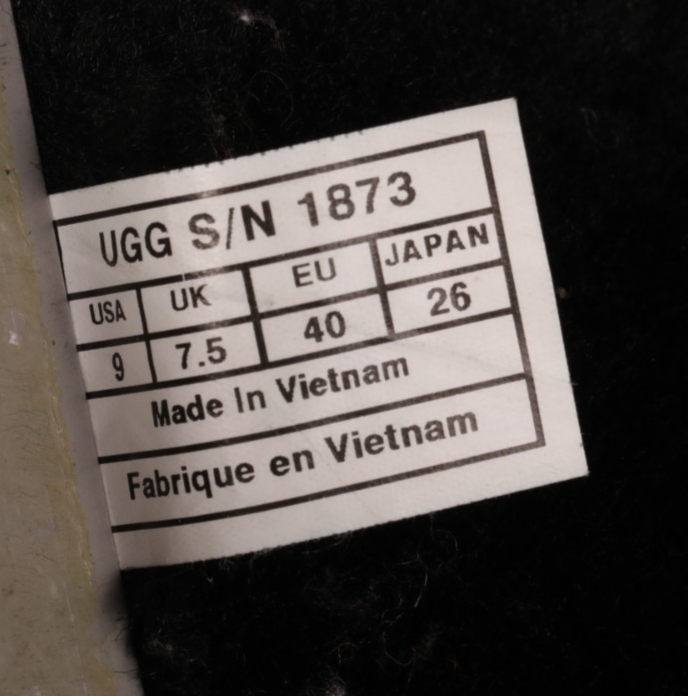 UGG S/N 1873
USA UK EU JAPAN
9 7.5 40 26
Made In Vietnam
Fabrique en Vietnam